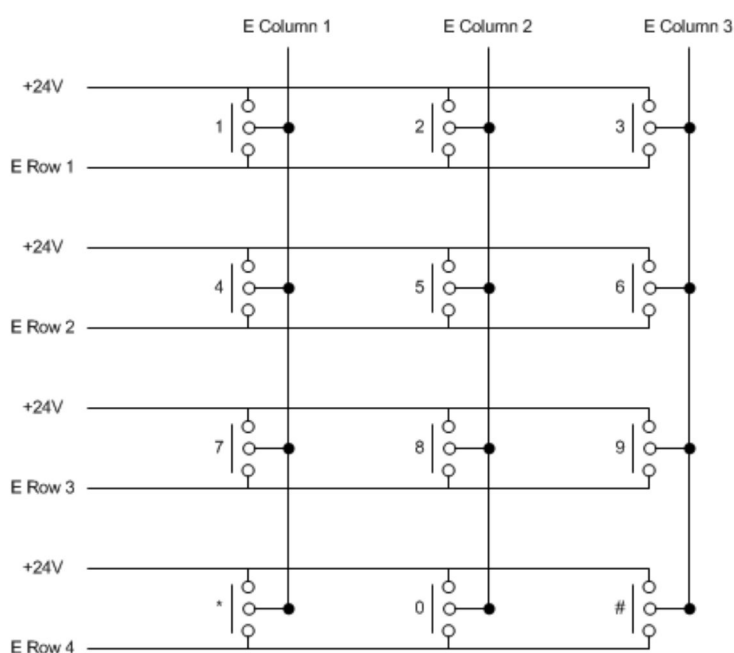 E Column 1 E Column 2 E Column 3
+24V
1 2 3
E Row 1
+24V
4 5 6
E Row 2
+24V
7 8 9
E Row 3
+24V
* 0 #
E Row 4